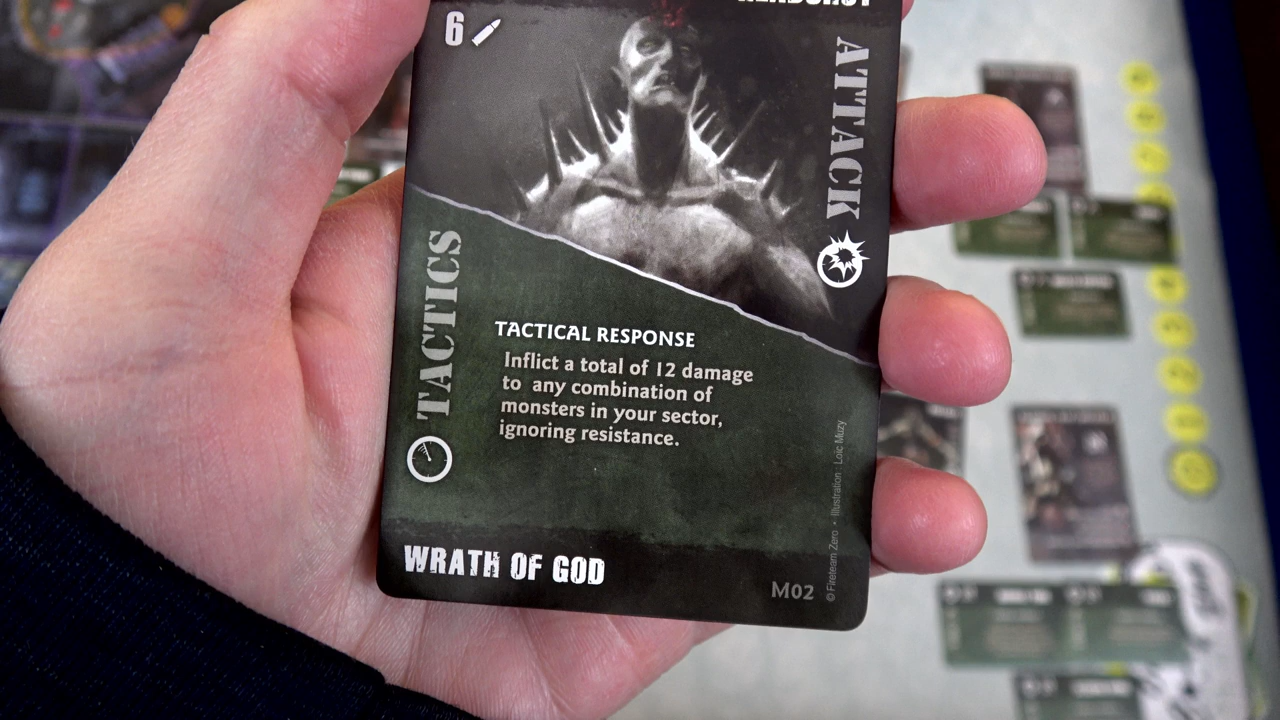 HEADSHOT
6
ATTACK
TACTICS
TACTICAL RESPONSE
Inflict a total of 12 damage
to any combination of
monsters in your sector,
ignoring resistance.
WRATH OF GOD
M02
© Fireteam Zero • Illustration Loïc Muzy